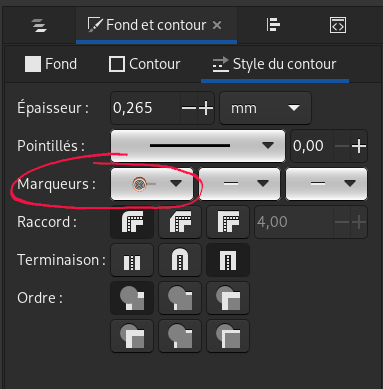 Fond et contour ×
Fond Contour Style du contour
Épaisseur : 0,265 mm
Pointillés : 0,00
Marqueurs :
Raccord : 4,00
Terminaison :
Ordre :